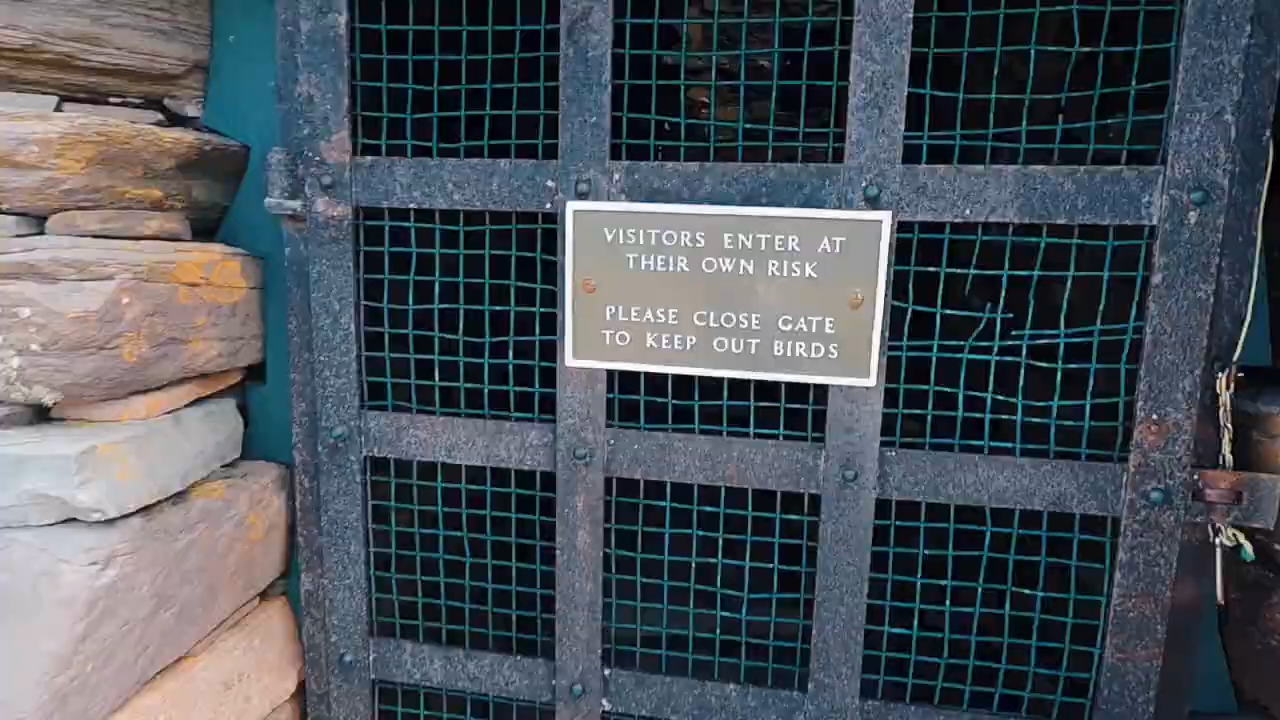 VISITORS ENTER AT
THEIR OWN RISK
PLEASE CLOSE GATE
TO KEEP OUT BIRDS